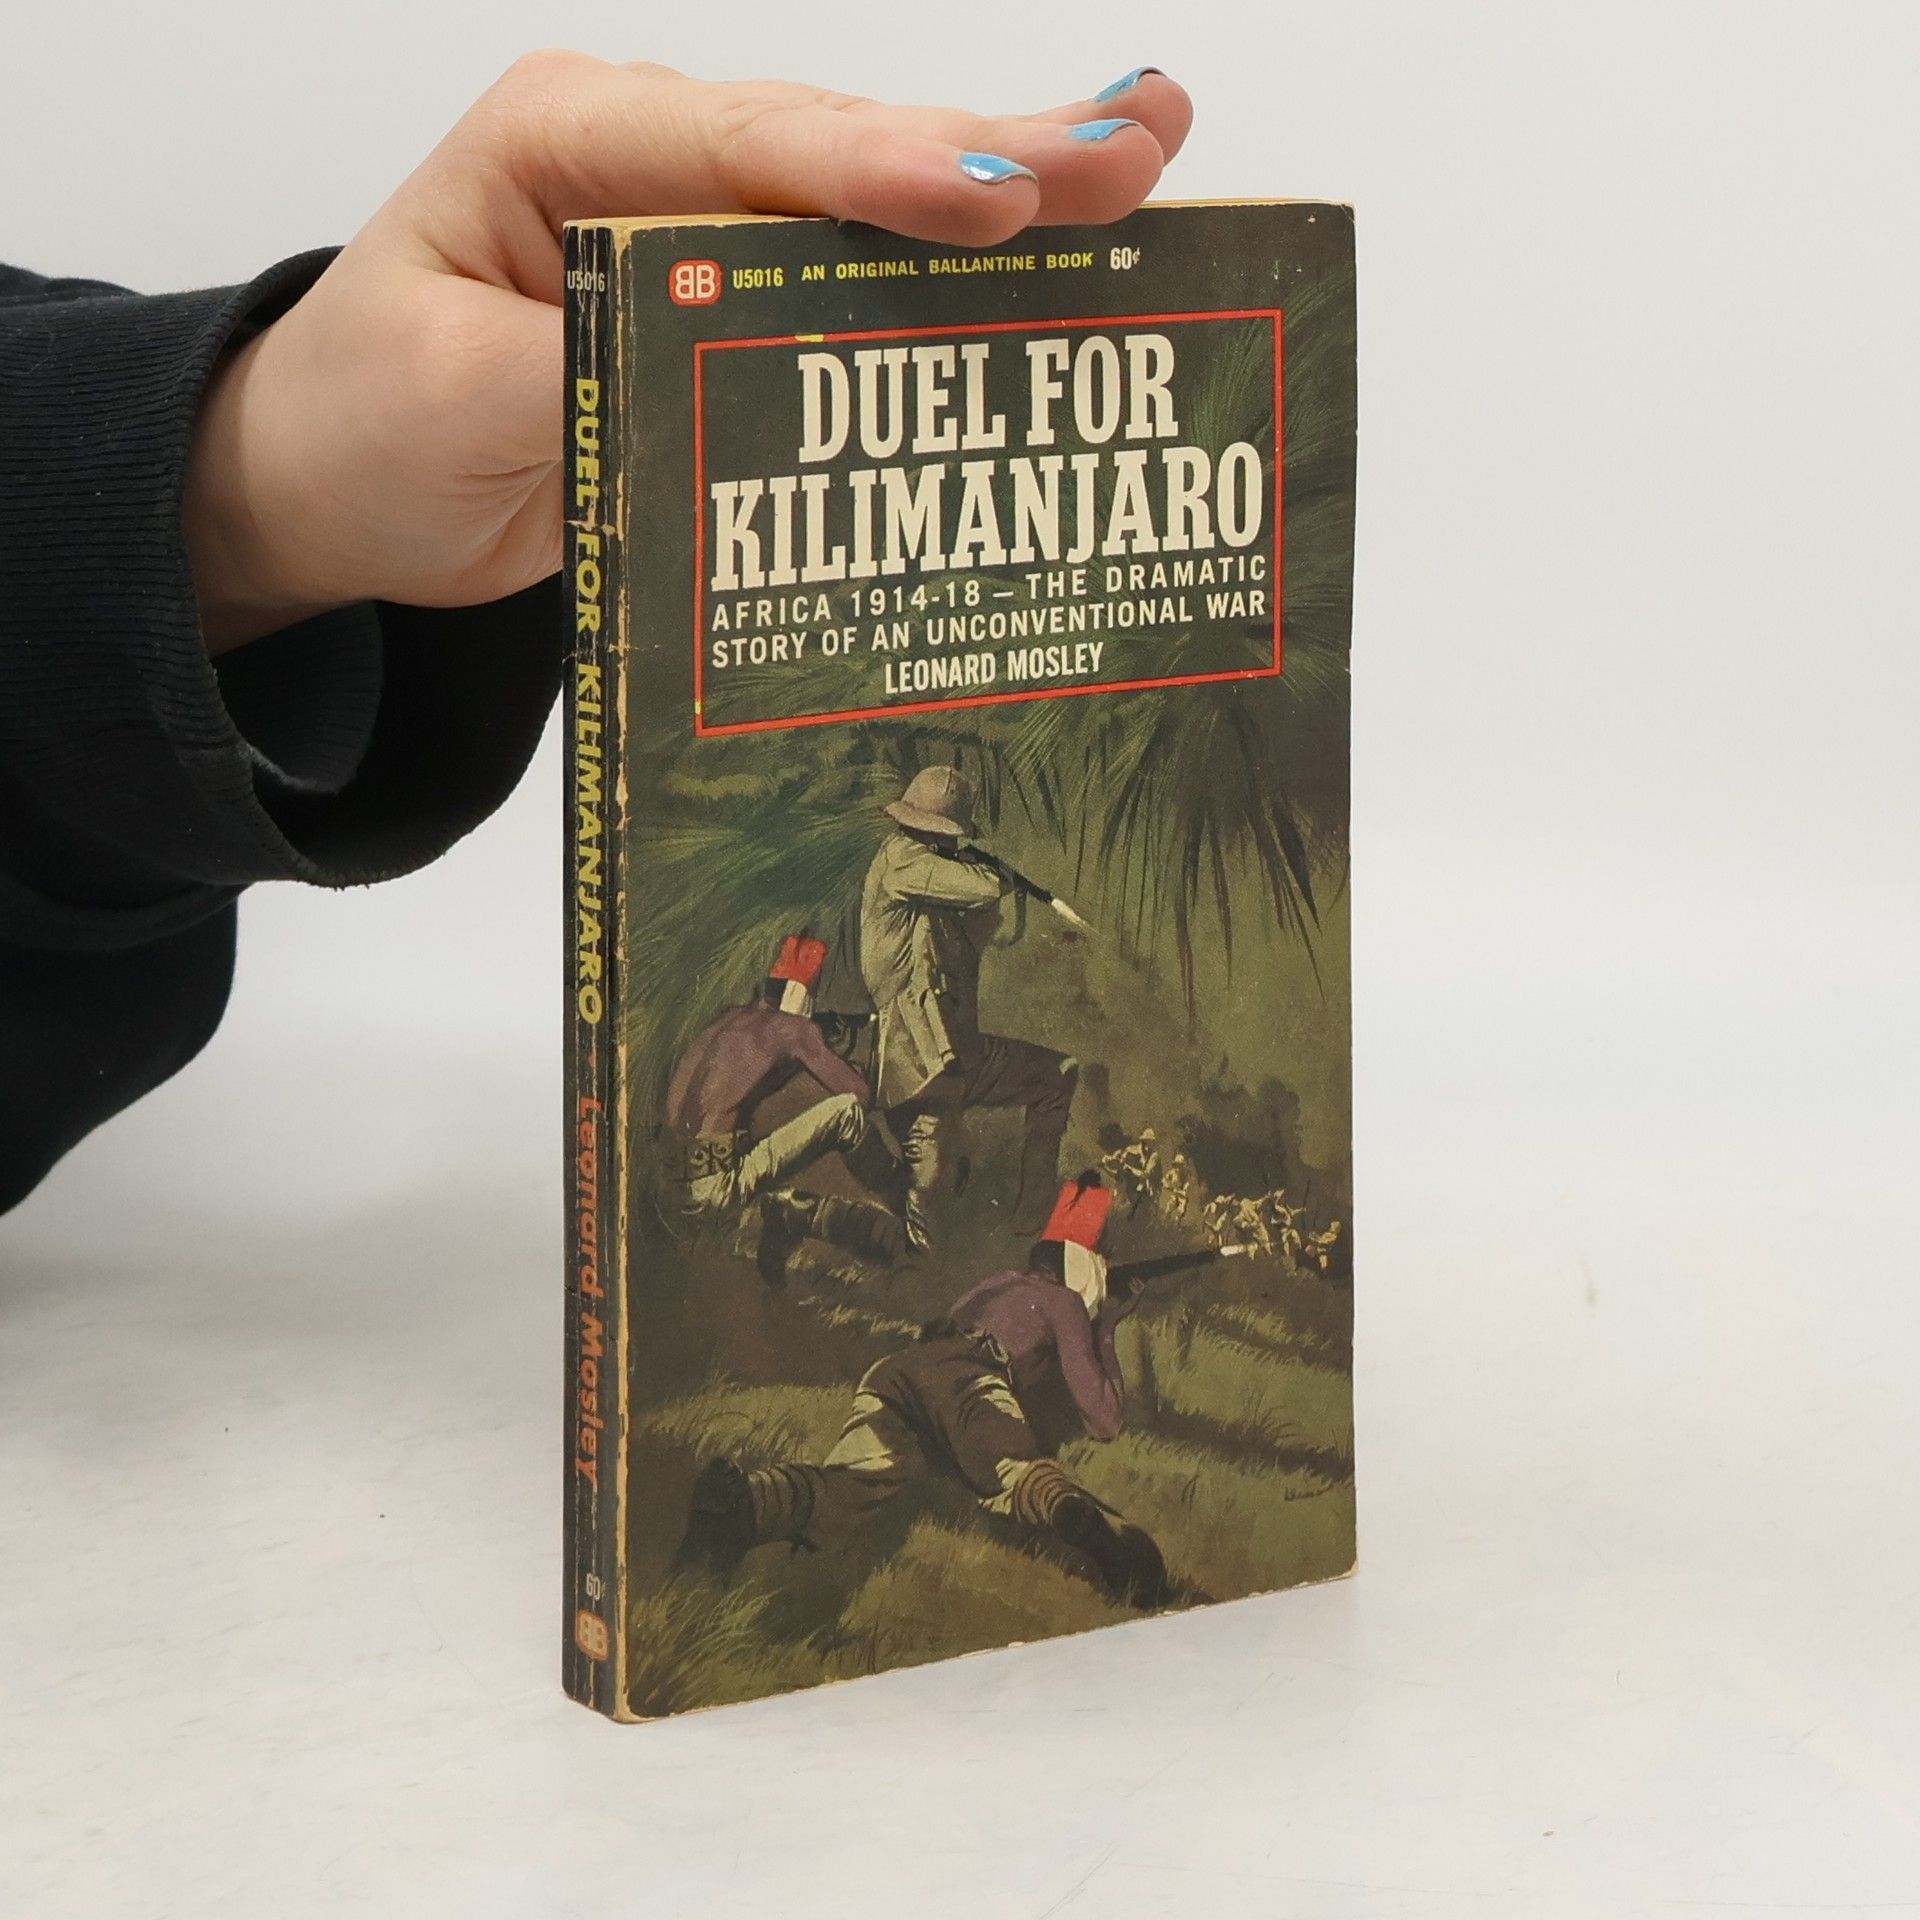 U5016
DUEL FOR KILIMANJARO • Leonard Mosley
60¢
BB
BB U5016 AN ORIGINAL BALLANTINE BOOK 60¢
DUEL FOR
KILIMANJARO
AFRICA 1914-18 – THE DRAMATIC
STORY OF AN UNCONVENTIONAL WAR
LEONARD MOSLEY